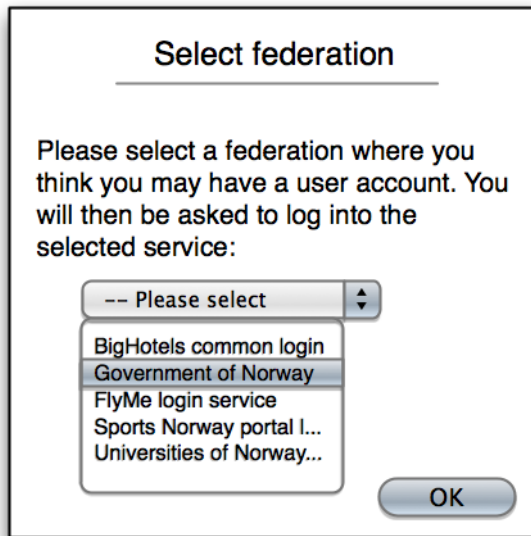 Select federation
Please select a federation where you
think you may have a user account. You
will then be asked to log into the
selected service:
-- Please select
BigHotels common login
Government of Norway
FlyMe login service
Sports Norway portal l...
Universities of Norway...
OK